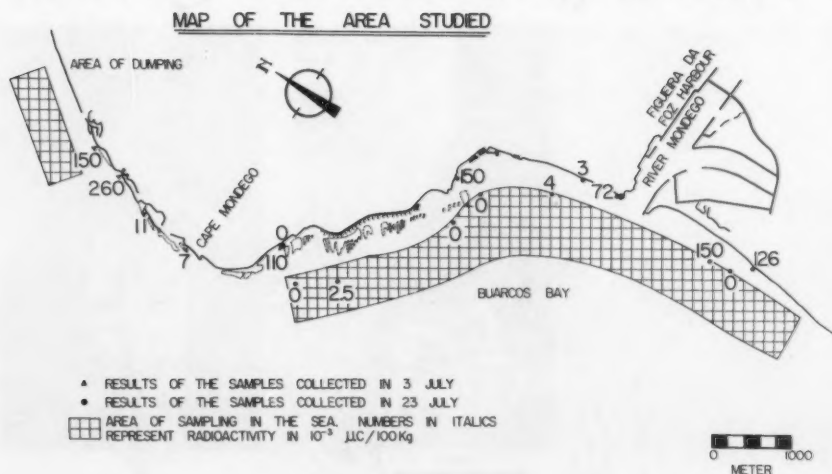 MAP OF THE AREA STUDIED
AREA OF DUMPING
N
FIGUEIRA DA
FOZ HARBOUR
RIVER MONDEGO
150
260
11
7
CAPE MONDEGO
0
110
0
2.5
150
0
0
4
3
72
150
0
126
BUARCOS BAY
▲ RESULTS OF THE SAMPLES COLLECTED IN 3 JULY
● RESULTS OF THE SAMPLES COLLECTED IN 23 JULY
AREA OF SAMPLING IN THE SEA. NUMBERS IN ITALICS
REPRESENT RADIOACTIVITY IN 10⁻³ µC/100Kg
0 1000
METER